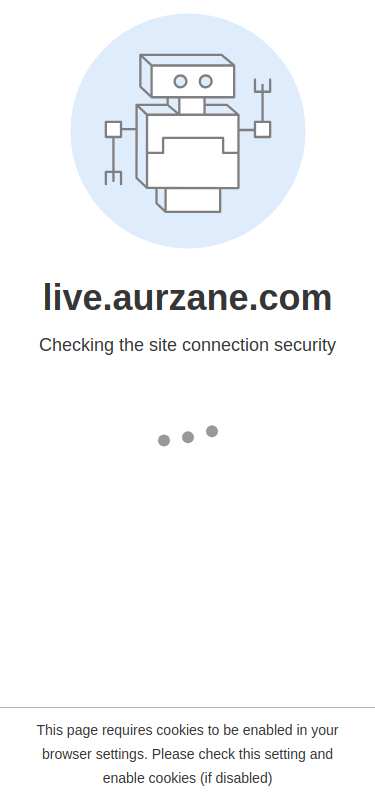 live.aurzane.com
Checking the site connection security
This page requires cookies to be enabled in your
browser settings. Please check this setting and
enable cookies (if disabled)